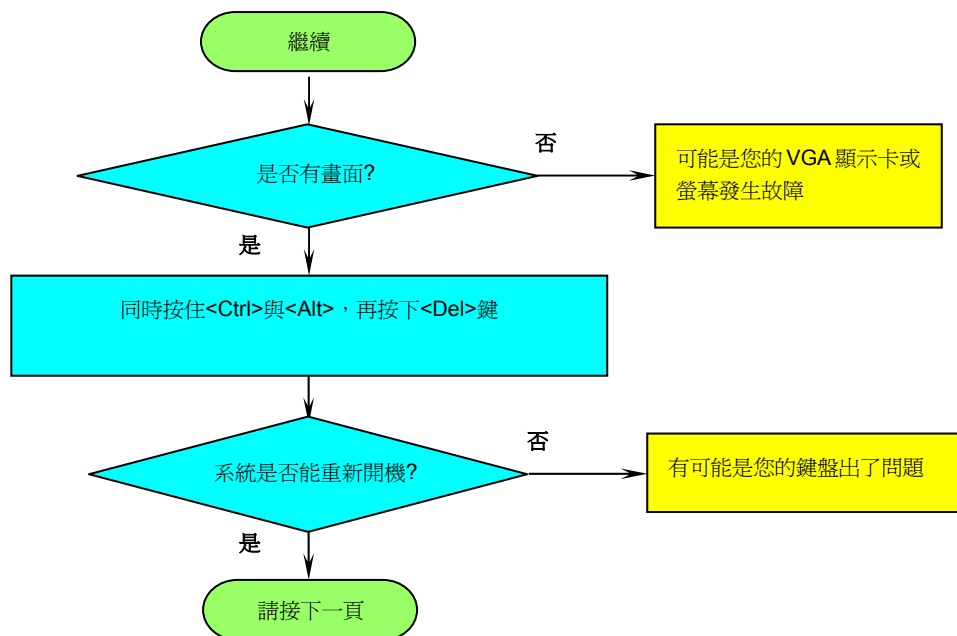 繼續
是否有畫面?
否
可能是您的 VGA 顯示卡或
螢幕發生故障
是
同時按住<Ctrl>與<Alt>，再按下<Del>鍵
系統是否能重新開機?
否
有可能是您的鍵盤出了問題
是
請接下一頁